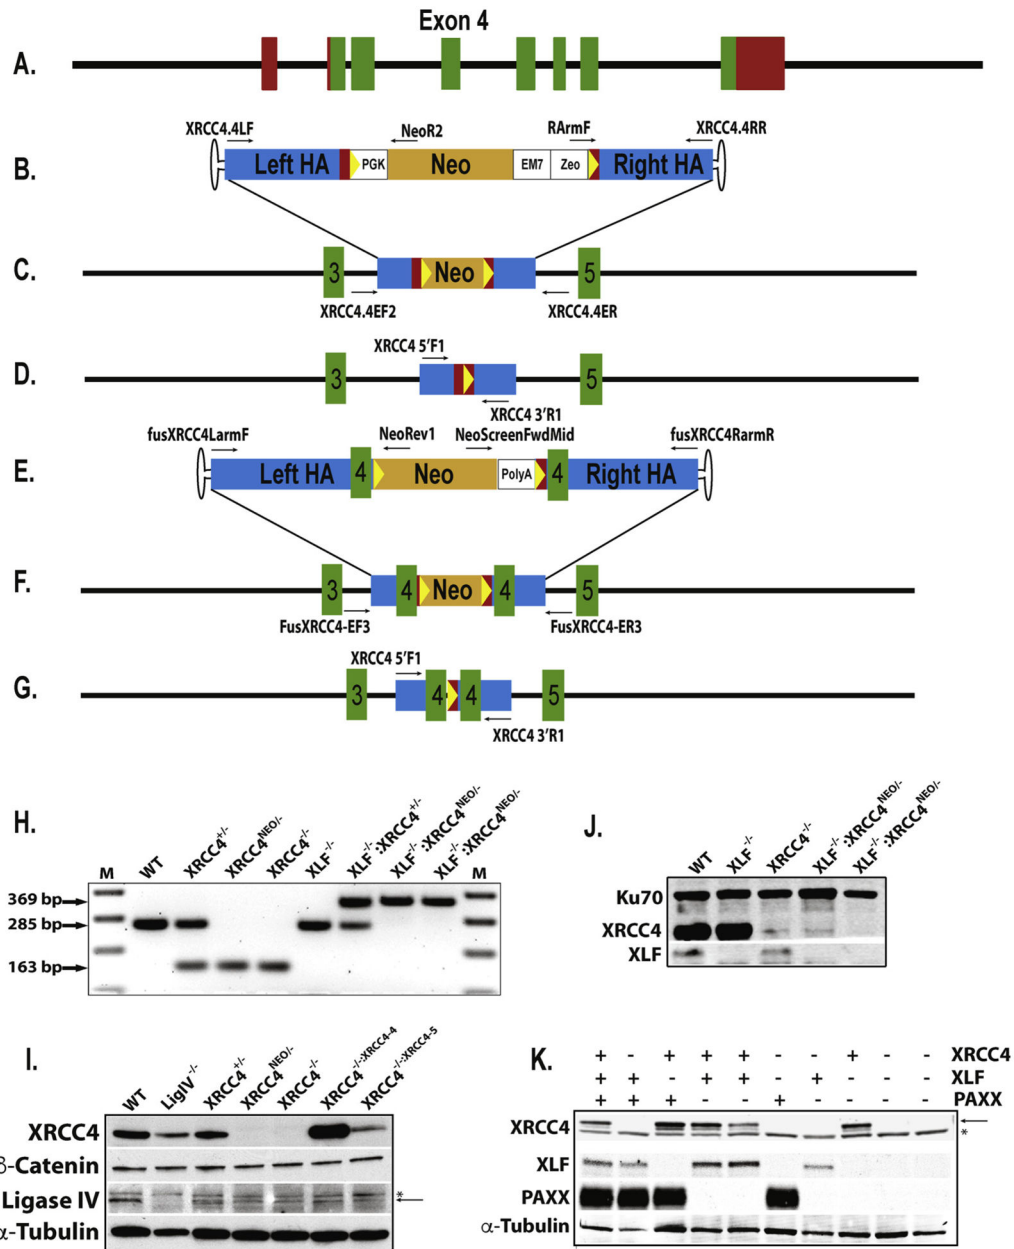 Exon 4
A.
XRCC4.4LF
NeoR2
RArmF
XRCC4.4RR
B.
Left HA
PGK
Neo
EM7
Zeo
Right HA
C.
3
Neo
5
XRCC4.4EF2
XRCC4.4ER
XRCC4 5'F1
D.
3
5
XRCC4 3'R1
fusXRCC4LarmF
NeoRev1
NeoScreenFwdMid
fusXRCC4RarmR
E.
Left HA
4
Neo
PolyA
4
Right HA
F.
3
4
Neo
4
5
FusXRCC4-EF3
FusXRCC4-ER3
XRCC4 5'F1
G.
3
4
4
5
XRCC4 3'R1
H.
M
WT
XRCC4+/-
XRCC4NEO/-
XRCC4-/-
XLF-/-
XLF-/-:XRCC4+/-
XLF-/-:XRCC4NEO/-
XLF-/-:XRCC4NEO/-
M
369 bp
285 bp
163 bp
J.
WT
XLF-/-
XRCC4-/-
XLF-/-:XRCC4NEO/-
XLF-/-:XRCC4NEO/-
Ku70
XRCC4
XLF
I.
WT
LigIV-/-
XRCC4+/-
XRCC4NEO/-
XRCC4-/-
XRCC4-/-:XRCC4-4
XRCC4-/-:XRCC4-5
XRCC4
β-Catenin
Ligase IV
*
α-Tubulin
K.
+ - + + + - - + - - XRCC4
+ + - + + - + - - - XLF
+ + + - - + - - - - PAXX
XRCC4
*
XLF
PAXX
α-Tubulin